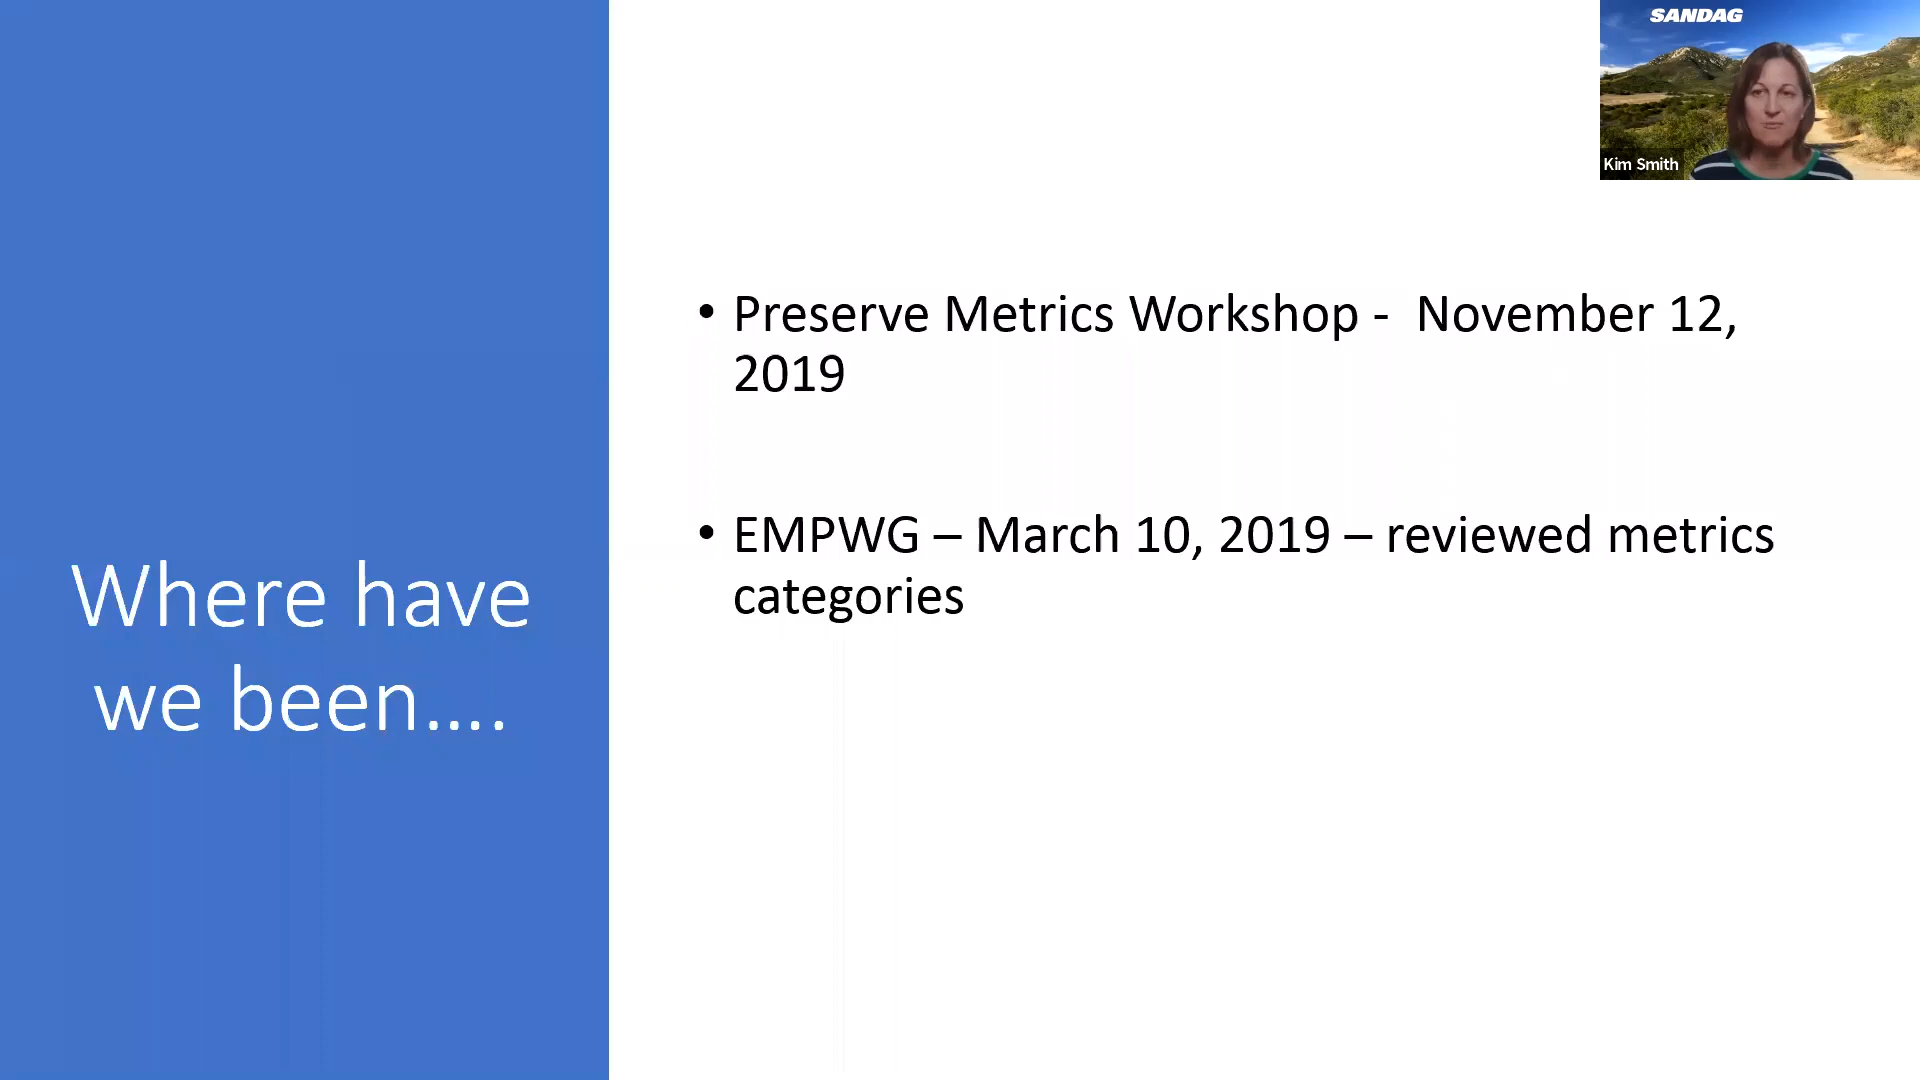 SANDAG
Kim Smith
Where have
we been....
• Preserve Metrics Workshop -  November 12,
2019
• EMPWG – March 10, 2019 – reviewed metrics
categories